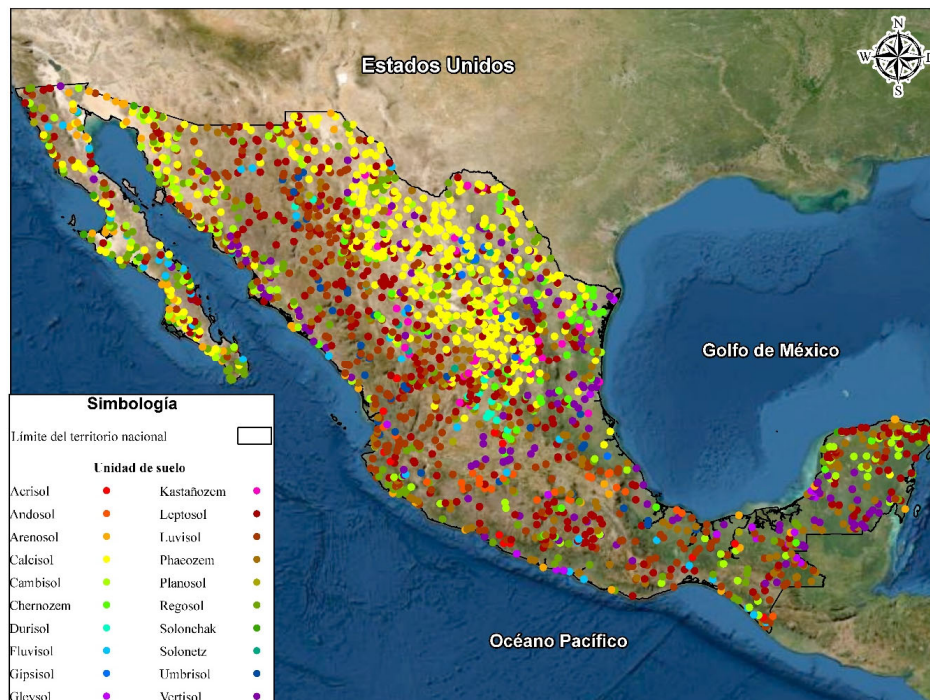 N
W
E
S
Estados Unidos
Golfo de México
Océano Pacífico
Simbología
Límite del territorio nacional
Unidad de suelo
Acrisol Kastañozem
Andosol Leptosol
Arenosol Luvisol
Calcisol Phaeozem
Cambisol Planosol
Chernozem Regosol
Durisol Solonchak
Fluvisol Solonetz
Gipsisol Umbrisol
Gleysol Vertisol